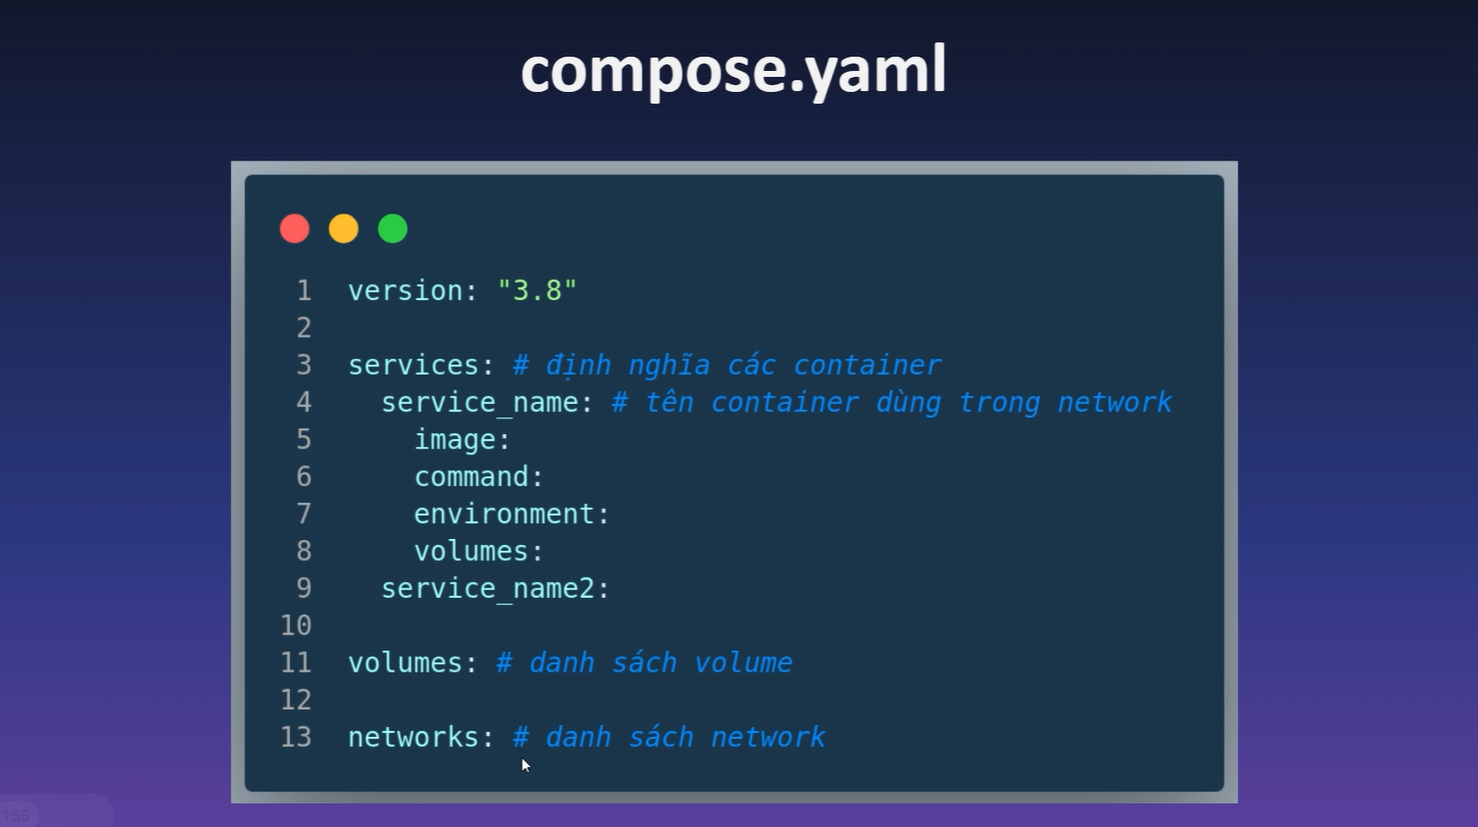 compose.yaml
1 version: "3.8"
2
3 services: # định nghĩa các container
4 service_name: # tên container dùng trong network
5 image:
6 command:
7 environment:
8 volumes:
9 service_name2:
10
11 volumes: # danh sách volume
12
13 networks: # danh sách network
155